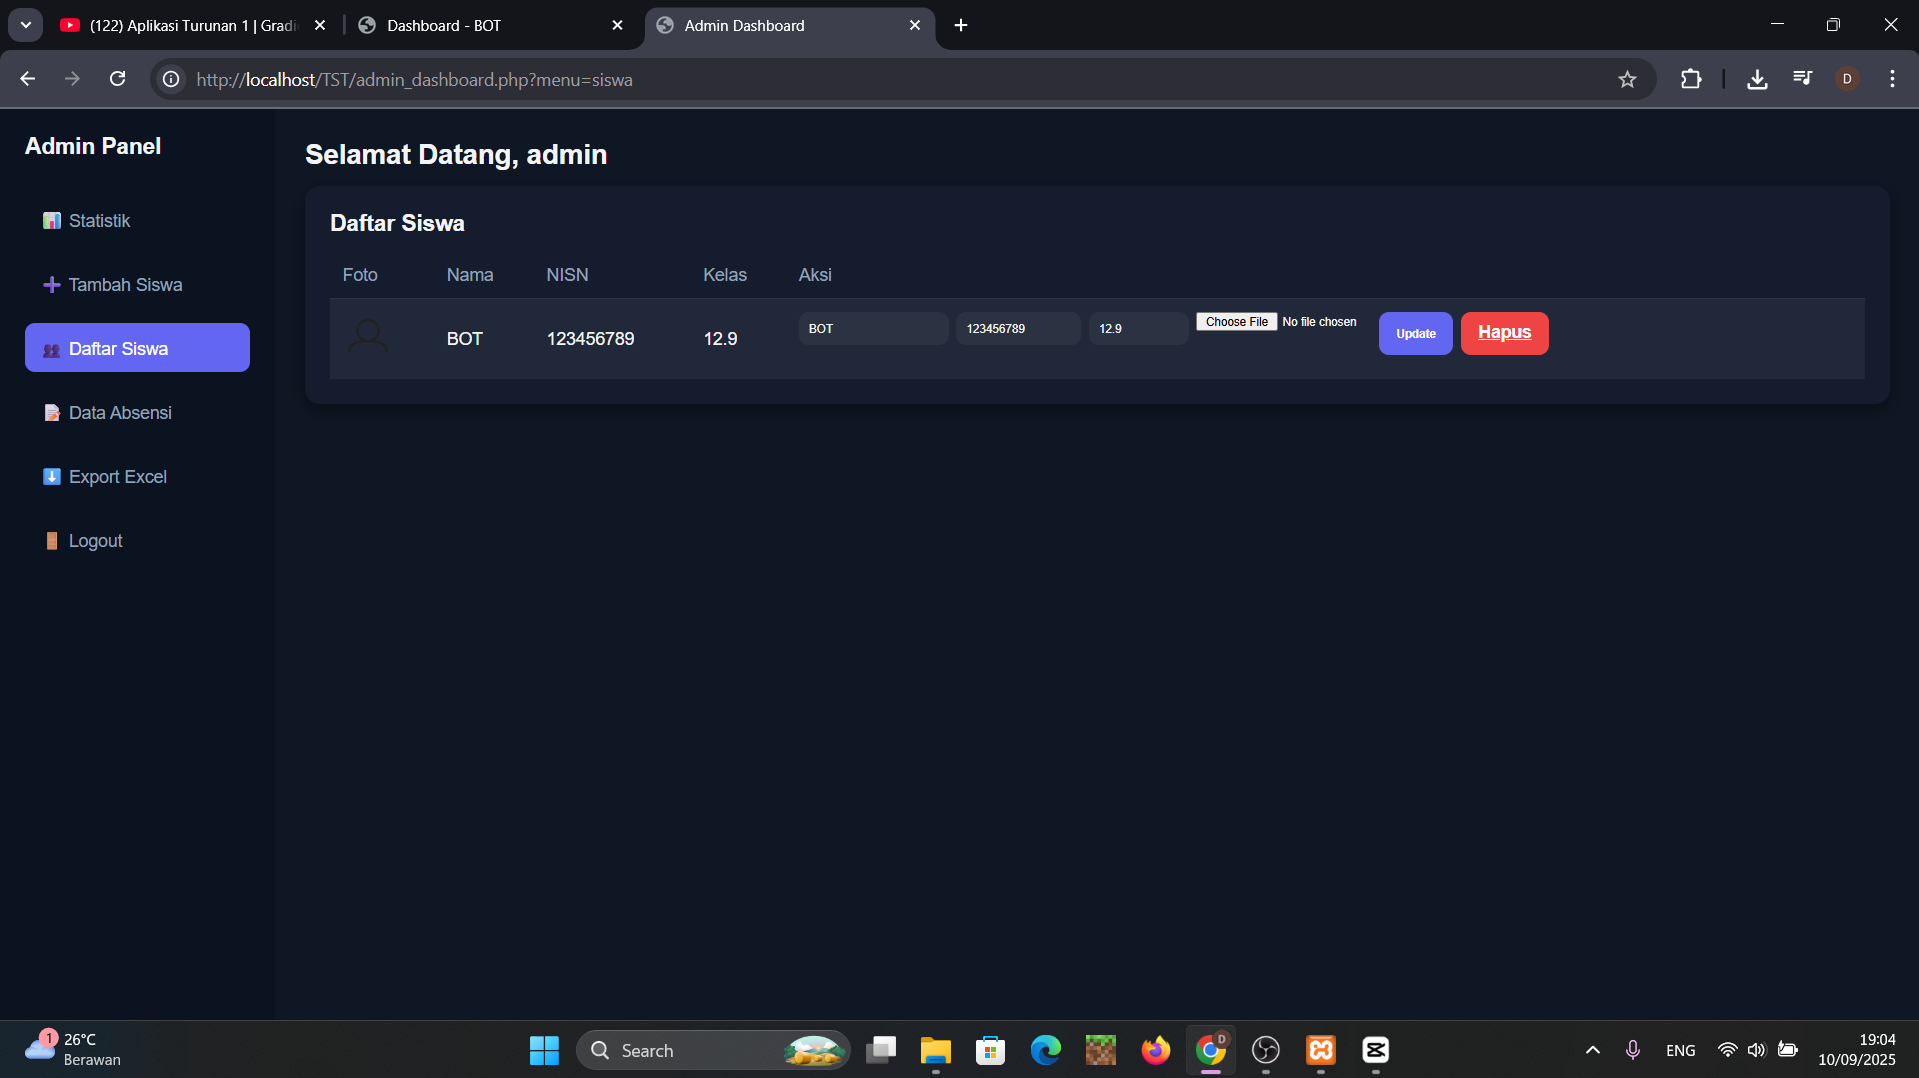 (122) Aplikasi Turunan 1 | Gradi
Dashboard - BOT
Admin Dashboard
http://localhost/TST/admin_dashboard.php?menu=siswa
D
Admin Panel
Statistik
Tambah Siswa
Daftar Siswa
Data Absensi
Export Excel
Logout
Selamat Datang, admin
Daftar Siswa
Foto Nama NISN Kelas Aksi
BOT 123456789 12.9 BOT 123456789 12.9 Choose File No file chosen Update Hapus
1
26°C
Berawan
Search
D
ENG
19:04
10/09/2025